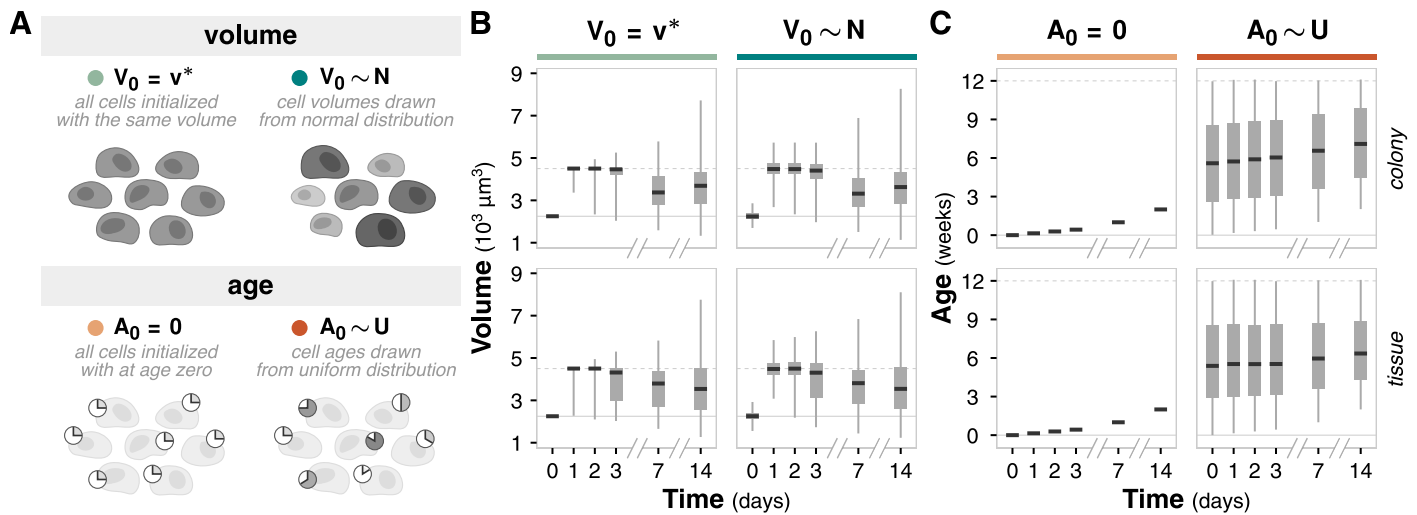 A
volume
V₀ = v*
all cells initialized
with the same volume
V₀ ∼ N
cell volumes drawn
from normal distribution
age
A₀ = 0
all cells initialized
with at age zero
A₀ ∼ U
cell ages drawn
from uniform distribution
B
V₀ = v*
V₀ ∼ N
Volume (10³ µm³)
9
7
5
3
1
9
7
5
3
1
0 1 2 3 7 14
0 1 2 3 7 14
Time (days)
C
A₀ = 0
A₀ ∼ U
Age (weeks)
12
9
6
3
0
12
9
6
3
0
0 1 2 3 7 14
0 1 2 3 7 14
Time (days)
colony
tissue